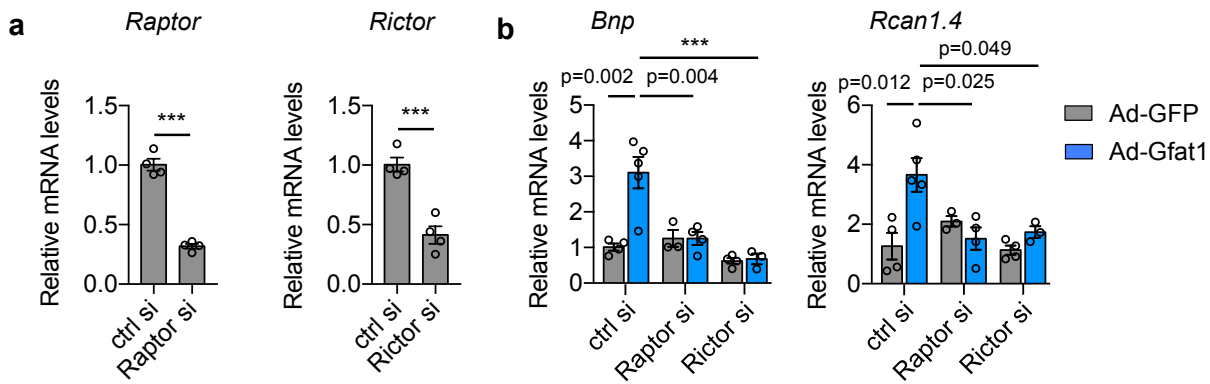 a
Raptor
Relative mRNA levels
1.5
1.0
0.5
0.0
***
ctrl si
Raptor si
Rictor
Relative mRNA levels
1.5
1.0
0.5
0.0
***
ctrl si
Rictor si
b
Bnp
Relative mRNA levels
5
4
3
2
1
0
***
p=0.002
p=0.004
ctrl si
Raptor si
Rictor si
Rcan1.4
Relative mRNA levels
6
4
2
0
p=0.049
p=0.012
p=0.025
ctrl si
Raptor si
Rictor si
Ad-GFP
Ad-Gfat1